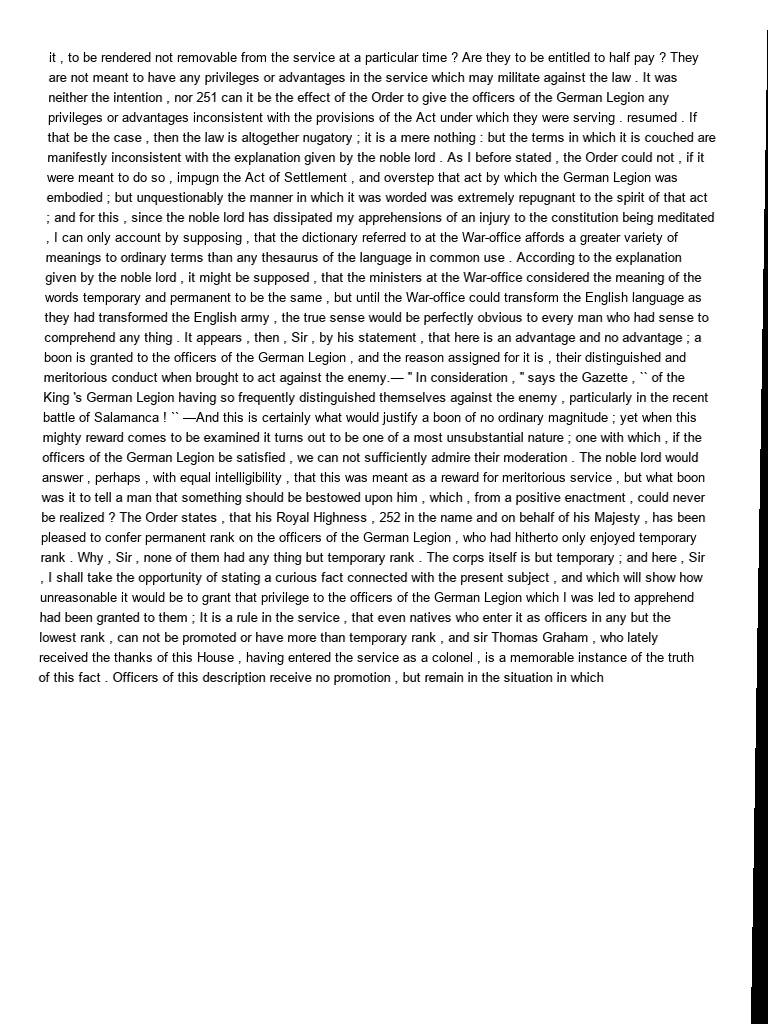 it , to be rendered not removable from the service at a particular time ? Are they to be entitled to half pay ? They
are not meant to have any privileges or advantages in the service which may militate against the law . It was
neither the intention , nor 251 can it be the effect of the Order to give the officers of the German Legion any
privileges or advantages inconsistent with the provisions of the Act under which they were serving . resumed . If
that be the case , then the law is altogether nugatory ; it is a mere nothing : but the terms in which it is couched are
manifestly inconsistent with the explanation given by the noble lord . As I before stated , the Order could not , if it
were meant to do so , impugn the Act of Settlement , and overstep that act by which the German Legion was
embodied ; but unquestionably the manner in which it was worded was extremely repugnant to the spirit of that act
; and for this , since the noble lord has dissipated my apprehensions of an injury to the constitution being meditated
, I can only account by supposing , that the dictionary referred to at the War-office affords a greater variety of
meanings to ordinary terms than any thesaurus of the language in common use . According to the explanation
given by the noble lord , it might be supposed , that the ministers at the War-office considered the meaning of the
words temporary and permanent to be the same , but until the War-office could transform the English language as
they had transformed the English army , the true sense would be perfectly obvious to every man who had sense to
comprehend any thing . It appears , then , Sir , by his statement , that here is an advantage and no advantage ; a
boon is granted to the officers of the German Legion , and the reason assigned for it is , their distinguished and
meritorious conduct when brought to act against the enemy.— " In consideration , " says the Gazette , `` of the
King 's German Legion having so frequently distinguished themselves against the enemy , particularly in the recent
battle of Salamanca ! `` —And this is certainly what would justify a boon of no ordinary magnitude ; yet when this
mighty reward comes to be examined it turns out to be one of a most unsubstantial nature ; one with which , if the
officers of the German Legion be satisfied , we can not sufficiently admire their moderation . The noble lord would
answer , perhaps , with equal intelligibility , that this was meant as a reward for meritorious service , but what boon
was it to tell a man that something should be bestowed upon him , which , from a positive enactment , could never
be realized ? The Order states , that his Royal Highness , 252 in the name and on behalf of his Majesty , has been
pleased to confer permanent rank on the officers of the German Legion , who had hitherto only enjoyed temporary
rank . Why , Sir , none of them had any thing but temporary rank . The corps itself is but temporary ; and here , Sir
, I shall take the opportunity of stating a curious fact connected with the present subject , and which will show how
unreasonable it would be to grant that privilege to the officers of the German Legion which I was led to apprehend
had been granted to them ; It is a rule in the service , that even natives who enter it as officers in any but the
lowest rank , can not be promoted or have more than temporary rank , and sir Thomas Graham , who lately
received the thanks of this House , having entered the service as a colonel , is a memorable instance of the truth
of this fact . Officers of this description receive no promotion , but remain in the situation in which